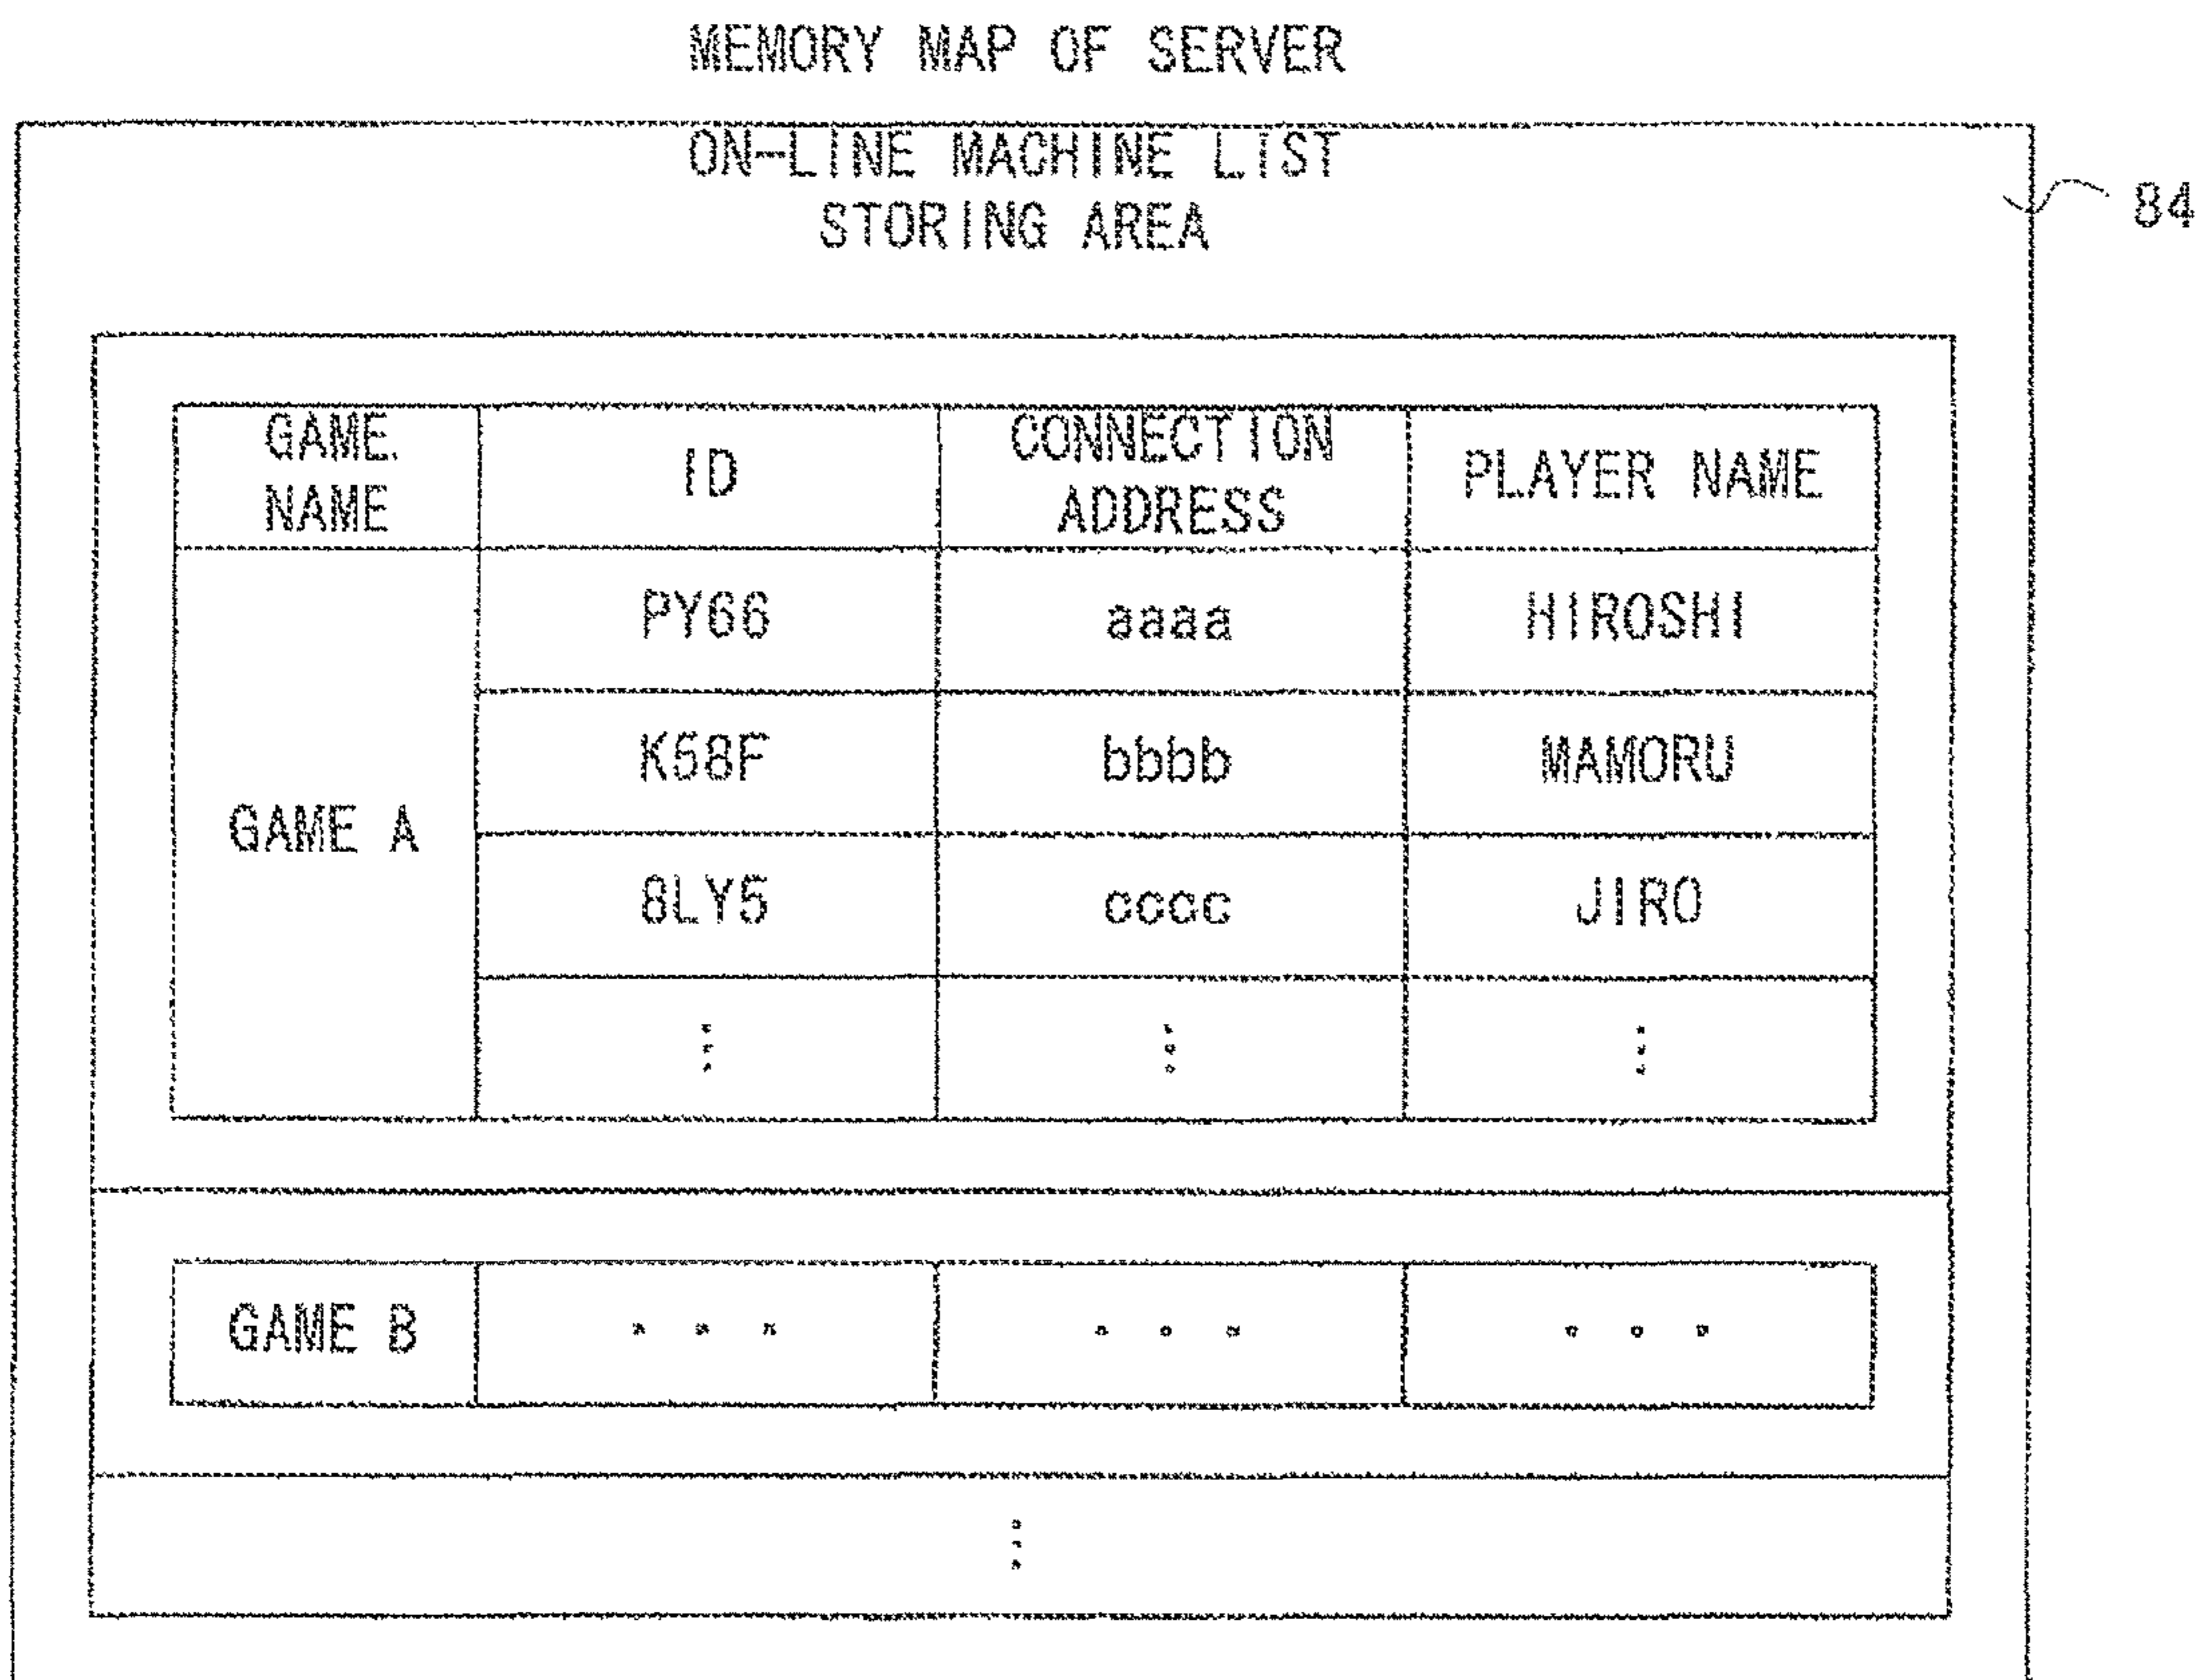 MEMORY MAP OF SERVER
ON-LINE MACHINE LIST
STORING AREA
84
GAME NAME ID CONNECTION ADDRESS PLAYER NAME
GAME A
PY66 aaaa HIROSHI
K58F bbbb MAMORU
8LY5 cccc JIRO
GAME B